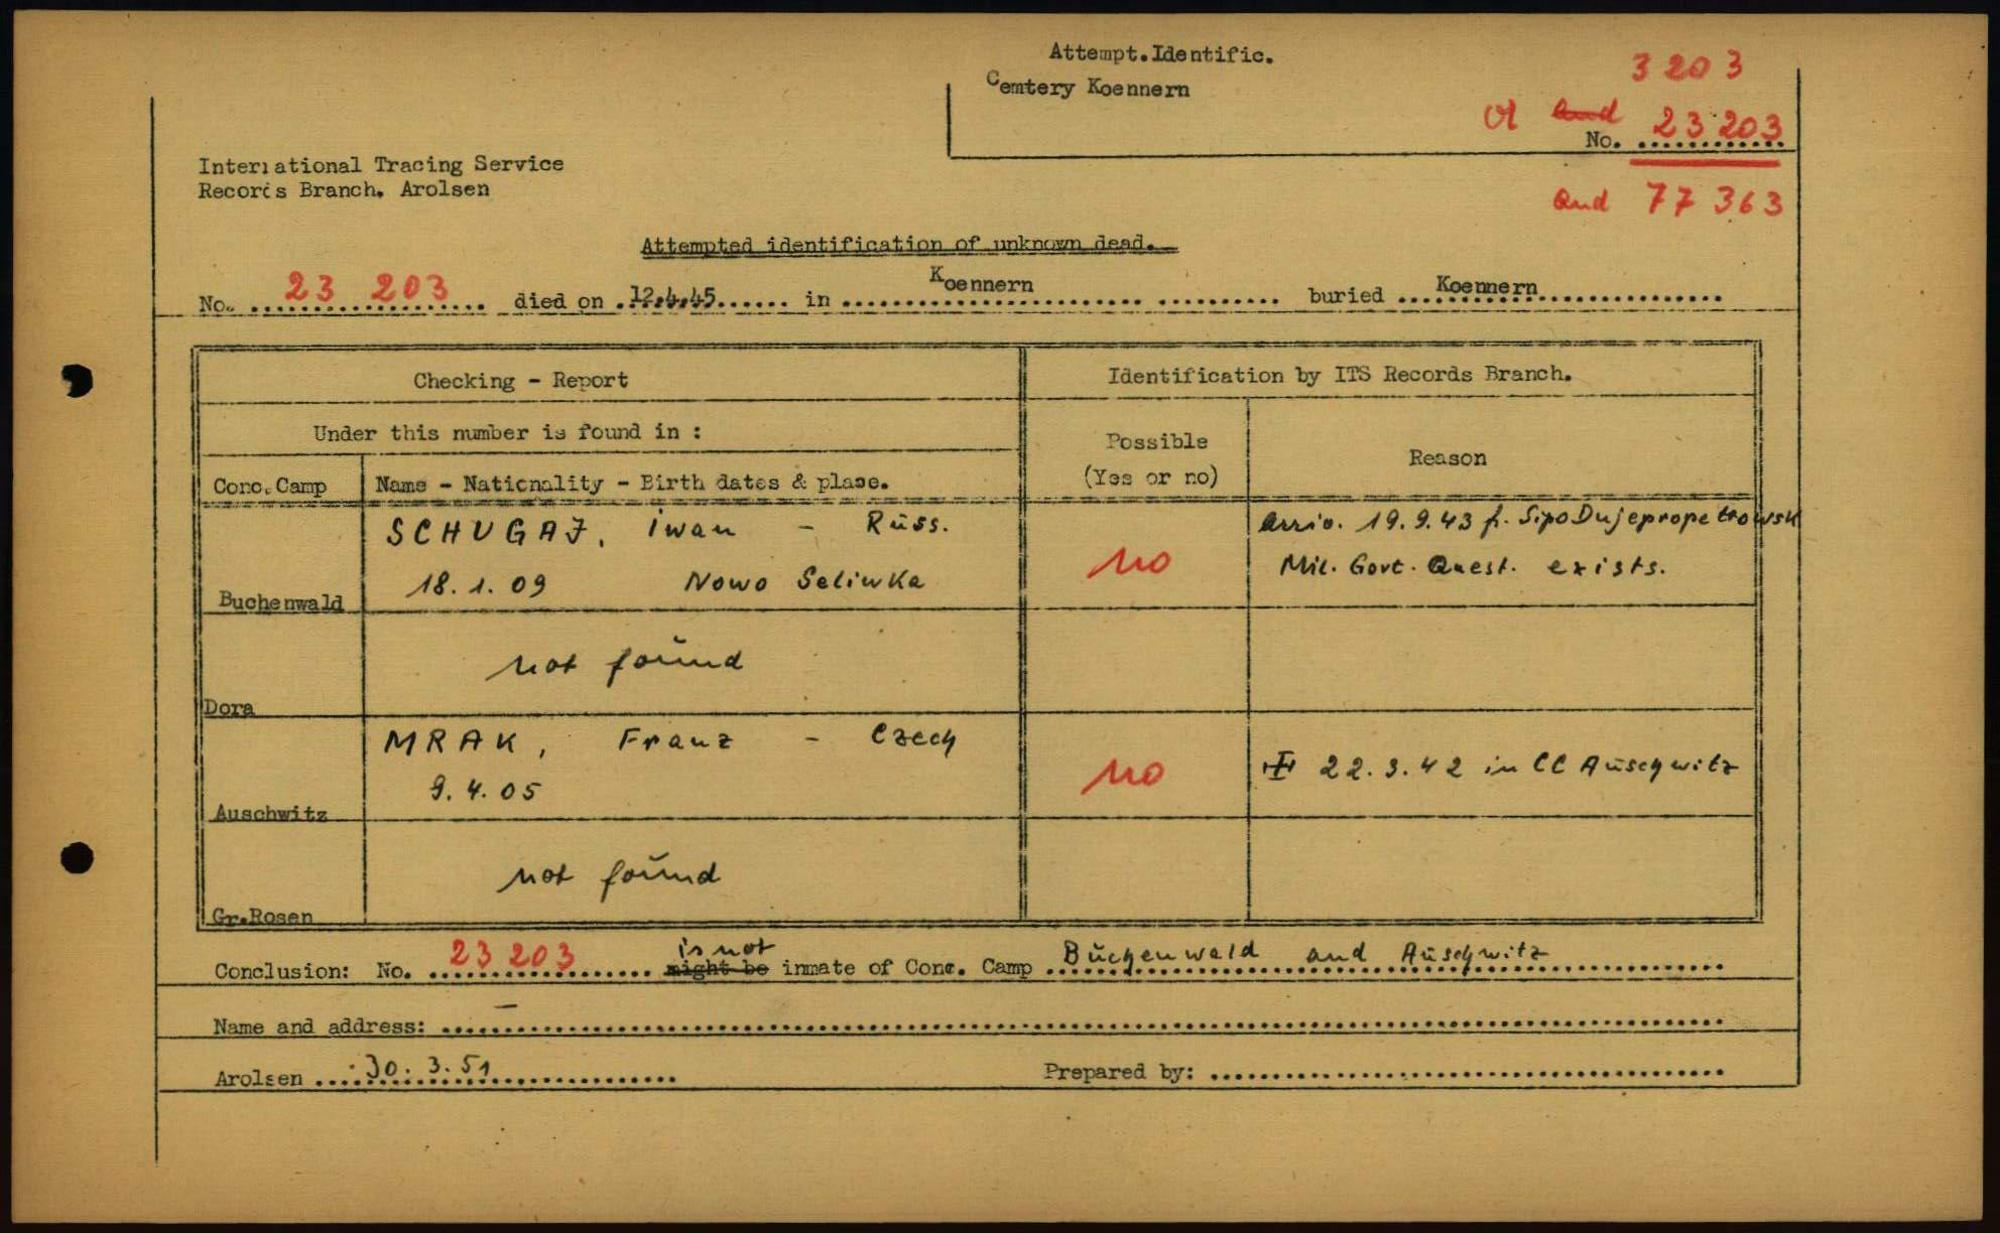 Attempt.Identific.
Cemtery Koennern
3 203
23 203
No. ............
and 77 363
International Tracing Service
Records Branch. Arolsen
Attempted identification of unknown dead.
No. 23 203 died on 12.4.45 in Koennern buried Koennern
Checking - Report
Identification by ITS Records Branch.
Under this number is found in :
Possible
(Yes or no)
Reason
Conc.Camp
Name - Nationality - Birth dates & place.
SCHUGAJ, Iwan - Russ.
18.1.09 Nowo Seliwka
Buchenwald
no
arriv. 19.9.43 f. Sipo Dnjepropetrowsk
Mil. Govt. Quest. exists.
not found
Dora
MRAK, Franz - Czech
9.4.05
Auschwitz
no
22.3.42 in CC Auschwitz
not found
Gr.Rosen
Conclusion: No. 23 203 is not might be inmate of Conc. Camp Buchenwald and Auschwitz
Name and address: –
Arolsen 30.3.51
Prepared by: